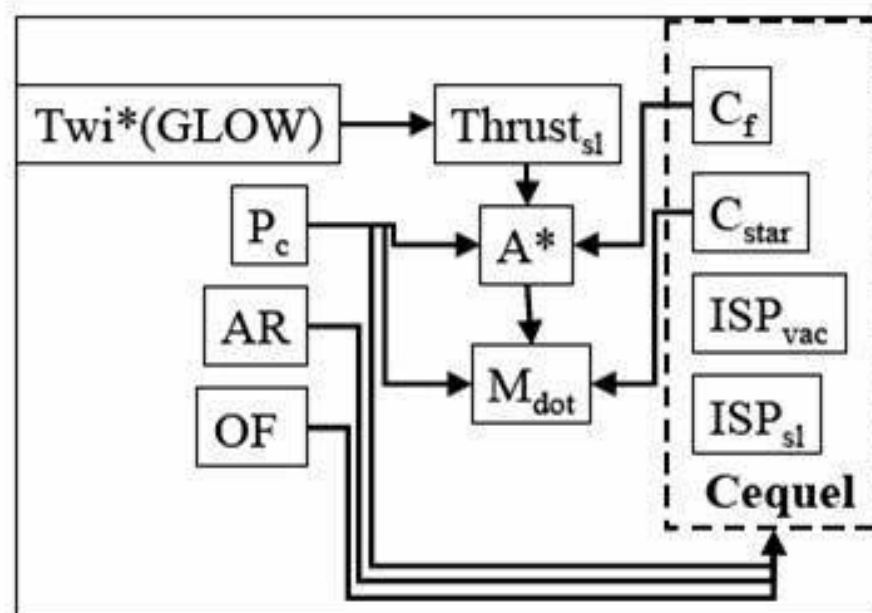 Twi*(GLOW)
Thrust_sl
C_f
P_c
A*
C_star
AR
ISP_vac
M_dot
OF
ISP_sl
Cequel